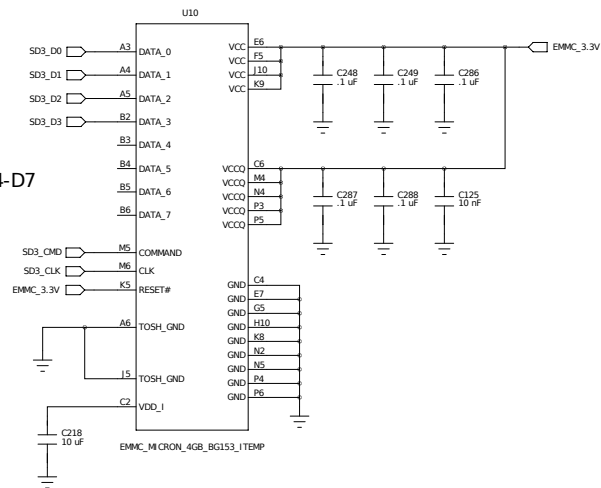 U10
SD3_D0 A3 DATA_0 VCC E6 EMMC_3.3V
VCC F5
SD3_D1 A4 DATA_1 VCC J10
SD3_D2 A5 DATA_2 VCC K9
C248 .1 uF
C249 .1 uF
C286 .1 uF
SD3_D3 B2 DATA_3
B3 DATA_4
4-D7
B4 DATA_5 VCCQ C6
VCCQ M4
B5 DATA_6 VCCQ N4
VCCQ P3
B6 DATA_7 VCCQ P5
C287 .1 uF
C288 .1 uF
C125 10 nF
SD3_CMD M5 COMMAND
SD3_CLK M6 CLK
EMMC_3.3V K5 RESET#
GND C4
GND E7
GND G5
A6 TOSH_GND GND H10
GND K8
GND N2
GND N5
J5 TOSH_GND GND P4
GND P6
C2 VDD_I
C218
10 uF
EMMC_MICRON_4GB_BG153_ITEMP